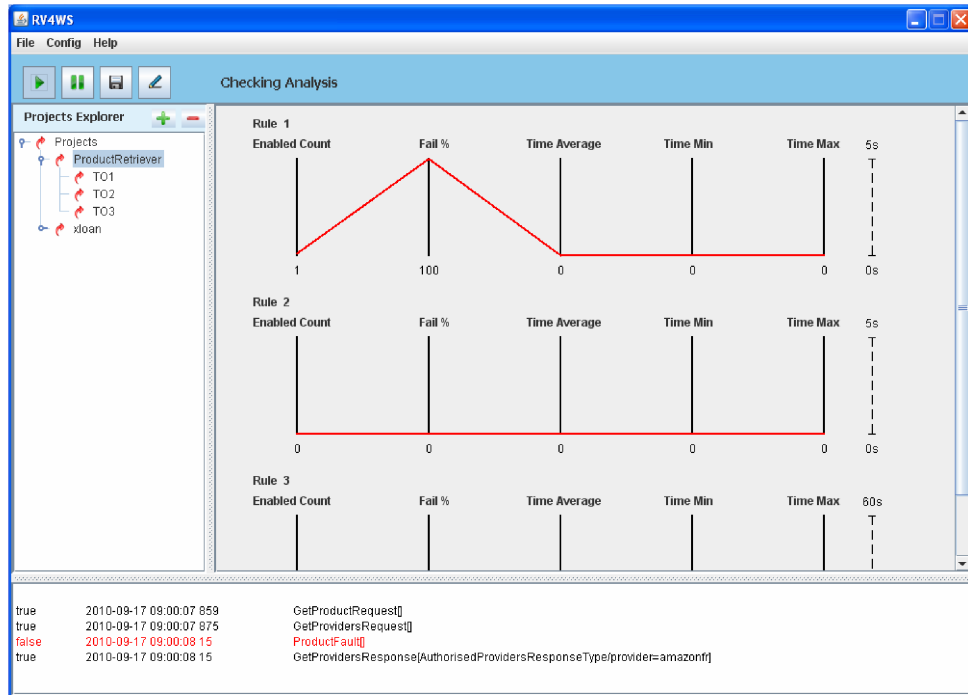 RV4WS
File Config Help
Checking Analysis
Projects Explorer
Projects
ProductRetriever
TO1
TO2
TO3
xloan
Rule 1
Enabled Count Fail % Time Average Time Min Time Max 5s
1 100 0 0 0 0s
Rule 2
Enabled Count Fail % Time Average Time Min Time Max 5s
0 0 0 0 0 0s
Rule 3
Enabled Count Fail % Time Average Time Min Time Max 60s
true 2010-09-17 09:00:07 859 GetProductRequest[]
true 2010-09-17 09:00:07 875 GetProvidersRequest[]
false 2010-09-17 09:00:08 15 ProductFault[]
true 2010-09-17 09:00:08 15 GetProvidersResponse[AuthorisedProvidersResponseType/provider=amazonfr]